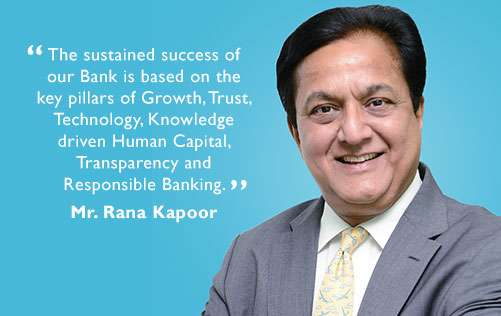 “ The sustained success of
our Bank is based on the
key pillars of Growth, Trust,
Technology, Knowledge
driven Human Capital,
Transparency and
Responsible Banking. ”
Mr. Rana Kapoor